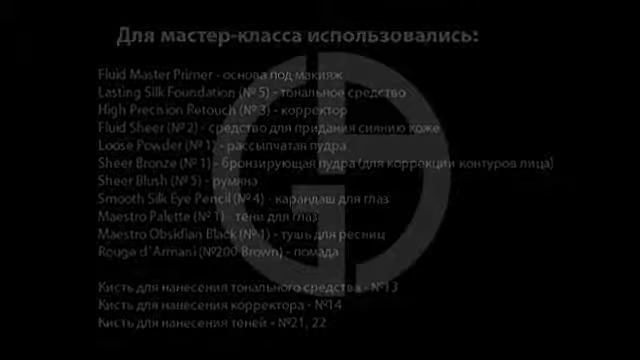 Для мастер-класса использовались:
Fluid Master Primer - основа под макияж
Lasting Silk Foundation (№5) - тональное средство
High Precision Retouch (№3) - корректор
Fluid Sheer (№2) - средство для придания сиянию коже
Loose Powder (№1) - рассыпчатая пудра
Sheer Bronze (№1) - бронзирующая пудра (для коррекции контуров лица)
Sheer Blush (№5) - румяна
Smooth Silk Eye Pencil (№4) - карандаш для глаз
Maestro Palette (№1) - тени для глаз
Maestro Obsidian Black (№1) - тушь для ресниц
Rouge d'Armani (№200 Brown) - помада
Кисть для нанесения тонального средства - №13
Кисть для нанесения корректора - №14
Кисть для нанесения теней - №21, 22